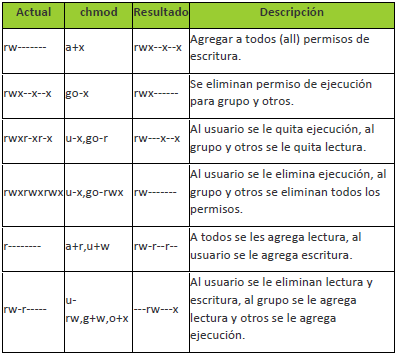 Actual chmod Resultado Descripción
rw------- a+x rwx--x--x Agregar a todos (all) permisos de
escritura.
rwx--x--x go-x rwx------ Se eliminan permiso de ejecución
para grupo y otros.
rwxr-xr-x u-x,go-r rw---x--x Al usuario se le quita ejecución, al
grupo y otros se le quita lectura.
rwxrwxrwx u-x,go-rwx rw------- Al usuario se le elimina ejecución, al
grupo y otros se eliminan todos los
permisos.
r-------- a+r,u+w rw-r--r-- A todos se les agrega lectura, al
usuario se le agrega escritura.
rw-r----- u-
rw,g+w,o+x ---rw---x Al usuario se le eliminan lectura y
escritura, al grupo se le agrega
lectura y otros se le agrega
ejecución.